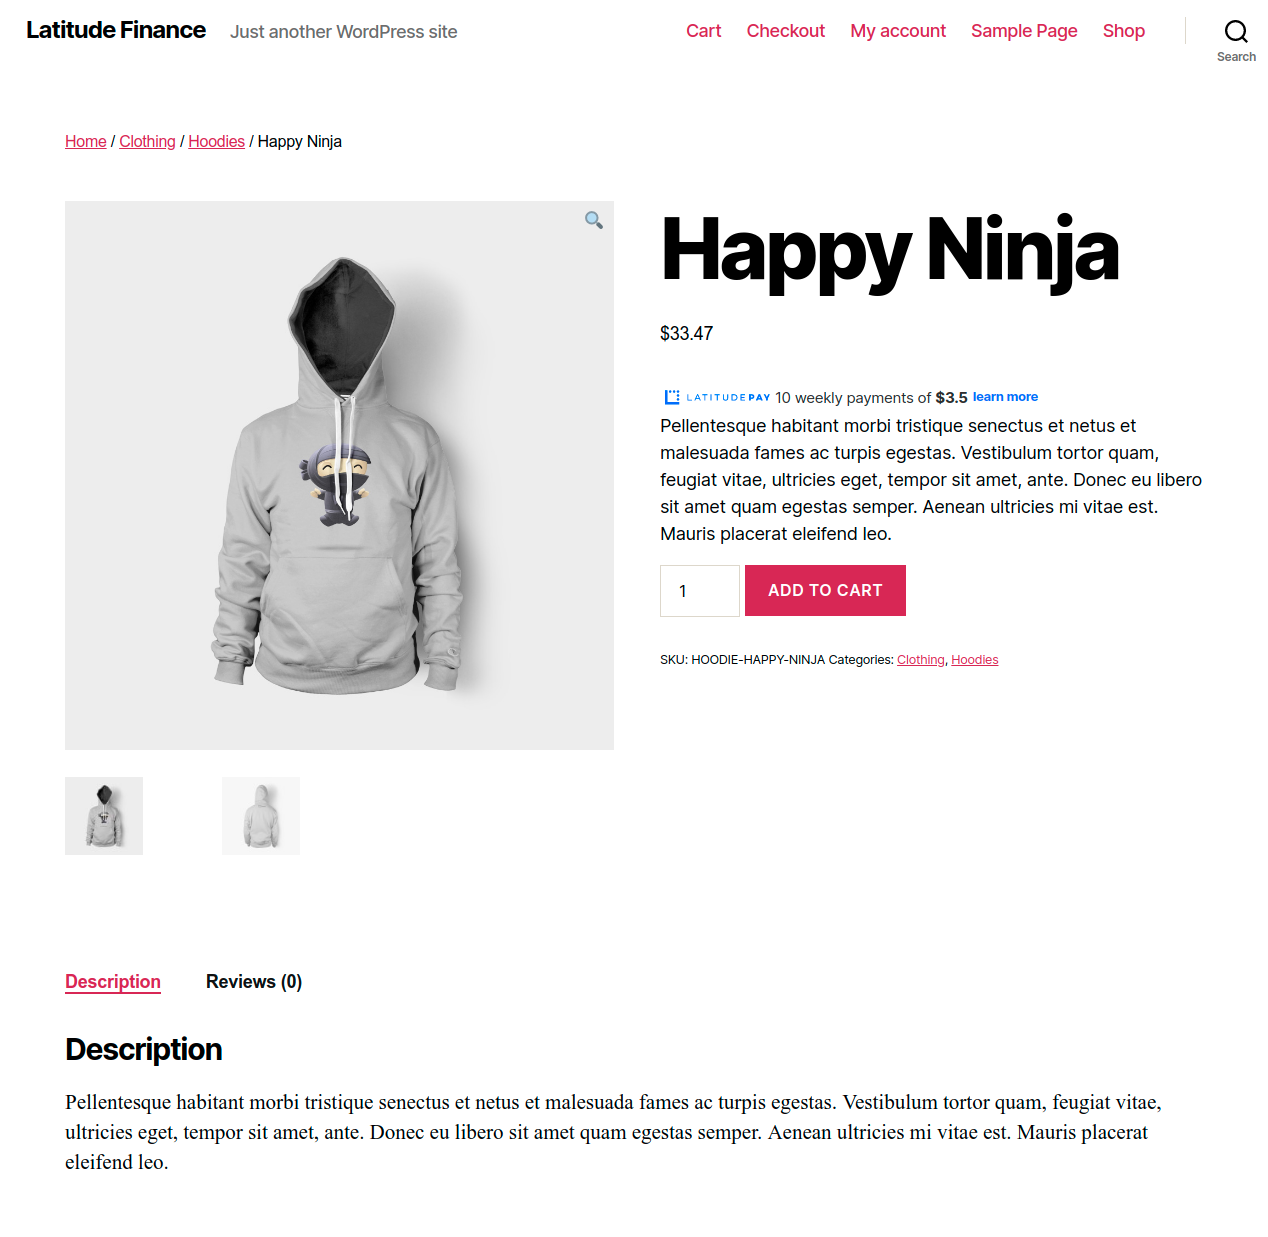 Latitude Finance Just another WordPress site Cart Checkout My account Sample Page Shop
Search
Home / Clothing / Hoodies / Happy Ninja
Happy Ninja
$33.47
LATITUDEPAY 10 weekly payments of $3.5 learn more
Pellentesque habitant morbi tristique senectus et netus et
malesuada fames ac turpis egestas. Vestibulum tortor quam,
feugiat vitae, ultricies eget, tempor sit amet, ante. Donec eu libero
sit amet quam egestas semper. Aenean ultricies mi vitae est.
Mauris placerat eleifend leo.
1 ADD TO CART
SKU: HOODIE-HAPPY-NINJA Categories: Clothing, Hoodies
Description Reviews (0)
Description
Pellentesque habitant morbi tristique senectus et netus et malesuada fames ac turpis egestas. Vestibulum tortor quam, feugiat vitae,
ultricies eget, tempor sit amet, ante. Donec eu libero sit amet quam egestas semper. Aenean ultricies mi vitae est. Mauris placerat
eleifend leo.